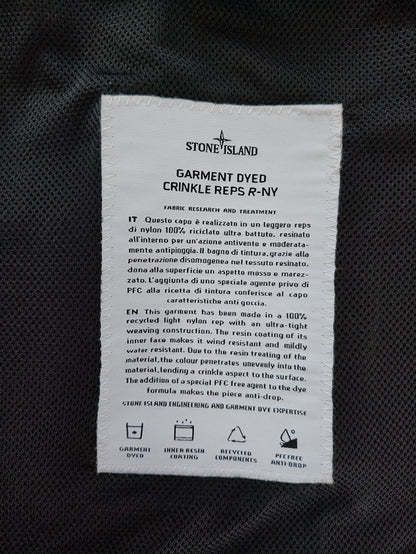 STONE ISLAND
GARMENT DYED
CRINKLE REPS R-NY
FABRIC RESEARCH AND TREATMENT
IT Questo capo è realizzato in un leggero reps
di nylon 100% riciclato ultra battuto, resinato
all'interno per un'azione antivento e moderata-
mente antipioggia. Il bagno di tintura, grazie alla
penetrazione disomogenea nel tessuto resinato,
dona alla superficie un aspetto mosso e marez-
zato. L'aggiunta di uno speciale agente privo di
PFC alla ricetta di tintura conferisce al capo
caratteristiche anti goccia.
EN This garment has been made in a 100%
recycled light nylon rep with an ultra-tight
weaving construction. The resin coating of its
inner face makes it wind resistant and mildly
water resistant. Due to the resin treating of the
material, the colour penetrates unevenly into the
material, lending a crinkle aspect to the surface.
The addition of a special PFC free agent to the dye
formula makes the piece anti-drop.
STONE ISLAND ENGINEERING AND GARMENT DYE EXPERTISE
GARMENT
DYED
INNER RESIN
COATING
RECYCLED
COMPONENTS
PFC FREE
ANTI-DROP